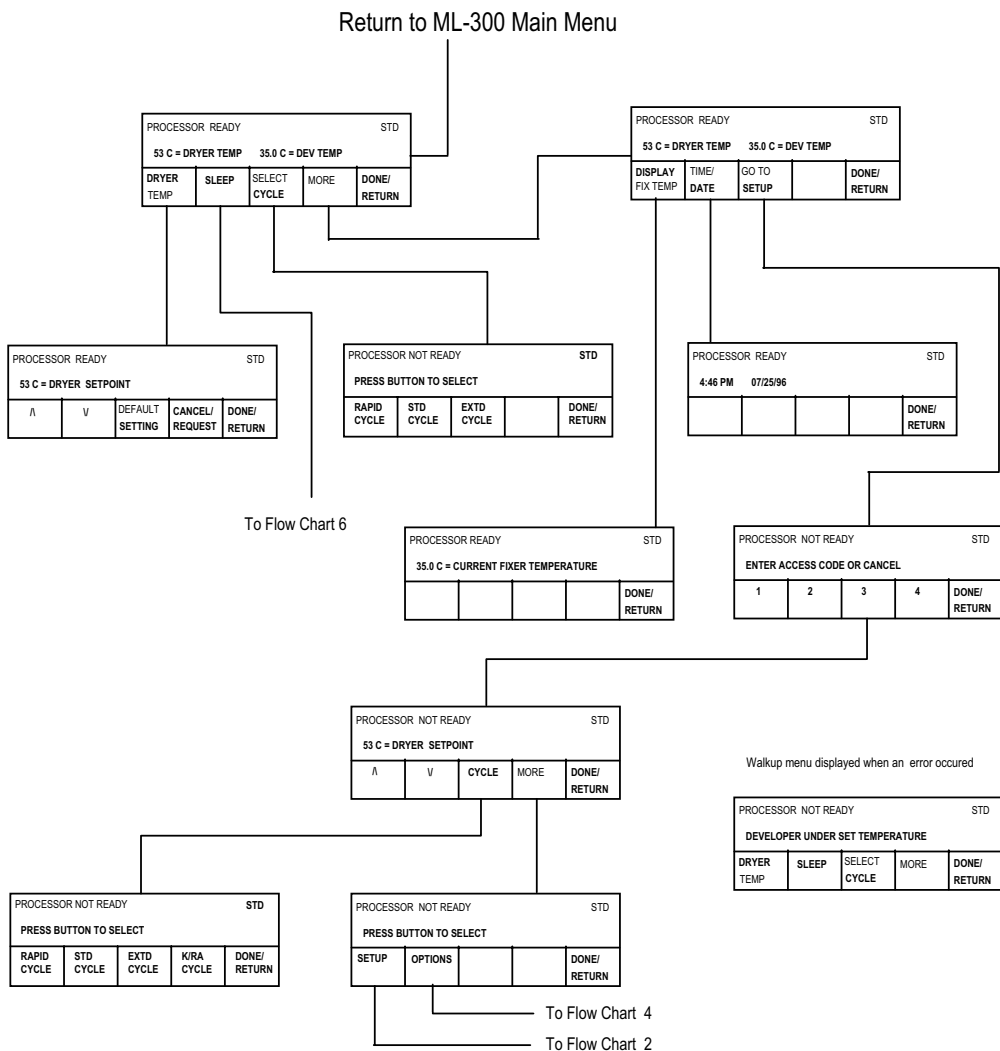 Return to ML-300 Main Menu
PROCESSOR READY STD
53 C = DRYER TEMP 35.0 C = DEV TEMP
DRYER TEMP
SLEEP
SELECT CYCLE
MORE
DONE/ RETURN
PROCESSOR READY STD
53 C = DRYER TEMP 35.0 C = DEV TEMP
DISPLAY FIX TEMP
TIME/ DATE
GO TO SETUP
DONE/ RETURN
PROCESSOR READY STD
53 C = DRYER SETPOINT
/\
\/
DEFAULT SETTING
CANCEL/ REQUEST
DONE/ RETURN
PROCESSOR NOT READY STD
PRESS BUTTON TO SELECT
RAPID CYCLE
STD CYCLE
EXTD CYCLE
DONE/ RETURN
PROCESSOR READY STD
4:46 PM 07/25/96
DONE/ RETURN
To Flow Chart 6
PROCESSOR READY STD
35.0 C = CURRENT FIXER TEMPERATURE
DONE/ RETURN
PROCESSOR NOT READY STD
ENTER ACCESS CODE OR CANCEL
1 2 3 4
DONE/ RETURN
PROCESSOR NOT READY STD
53 C = DRYER SETPOINT
/\
\/
CYCLE
MORE
DONE/ RETURN
Walkup menu displayed when an error occured
PROCESSOR NOT READY STD
DEVELOPER UNDER SET TEMPERATURE
DRYER TEMP
SLEEP
SELECT CYCLE
MORE
DONE/ RETURN
PROCESSOR NOT READY STD
PRESS BUTTON TO SELECT
RAPID CYCLE
STD CYCLE
EXTD CYCLE
K/RA CYCLE
DONE/ RETURN
PROCESSOR NOT READY STD
PRESS BUTTON TO SELECT
SETUP
OPTIONS
DONE/ RETURN
To Flow Chart 4
To Flow Chart 2